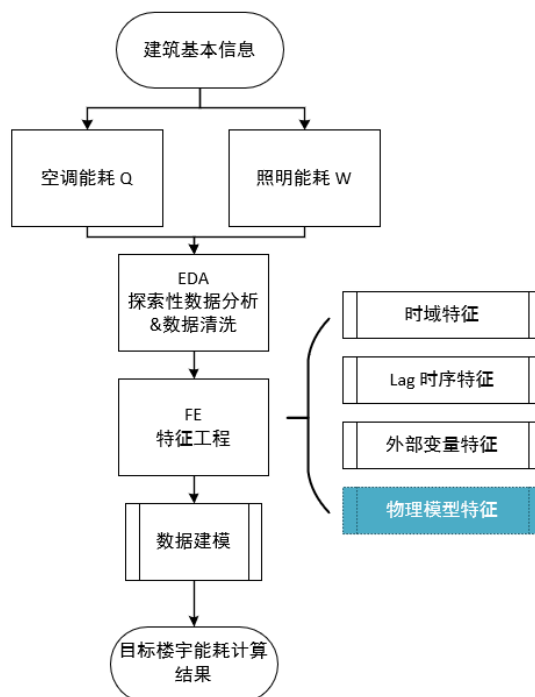 建筑基本信息
空调能耗 Q
照明能耗 W
EDA
探索性数据分析
&数据清洗
FE
特征工程
时域特征
Lag 时序特征
外部变量特征
物理模型特征
数据建模
目标楼宇能耗计算
结果